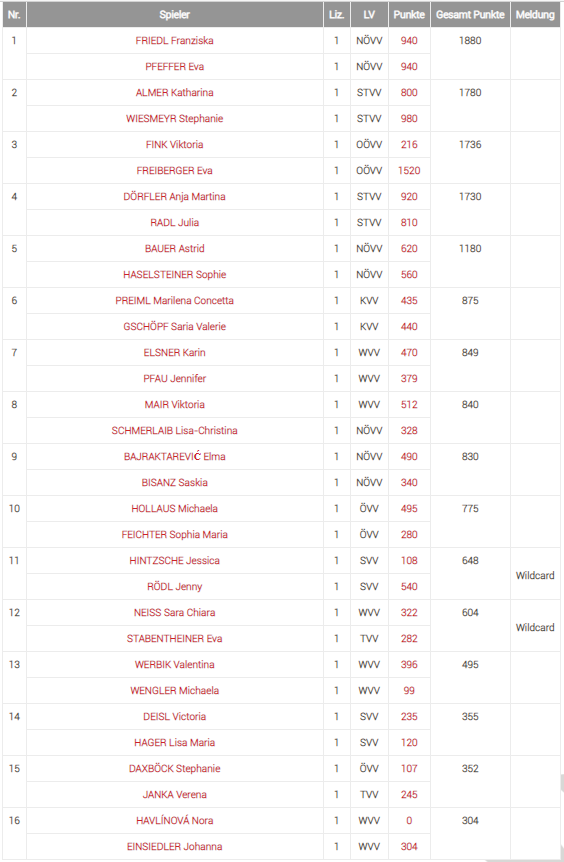 Nr. Spieler Liz. LV Punkte Gesamt Punkte Meldung
1 FRIEDL Franziska 1 NÖVV 940 1880
PFEFFER Eva 1 NÖVV 940
2 ALMER Katharina 1 STVV 800 1780
WIESMEYR Stephanie 1 STVV 980
3 FINK Viktoria 1 OÖVV 216 1736
FREIBERGER Eva 1 OÖVV 1520
4 DÖRFLER Anja Martina 1 STVV 920 1730
RADL Julia 1 STVV 810
5 BAUER Astrid 1 NÖVV 620 1180
HASELSTEINER Sophie 1 NÖVV 560
6 PREIML Marilena Concetta 1 KVV 435 875
GSCHÖPF Saria Valerie 1 KVV 440
7 ELSNER Karin 1 WVV 470 849
PFAU Jennifer 1 WVV 379
8 MAIR Viktoria 1 WVV 512 840
SCHMERLAIB Lisa-Christina 1 NÖVV 328
9 BAJRAKTAREVIĆ Elma 1 NÖVV 490 830
BISANZ Saskia 1 NÖVV 340
10 HOLLAUS Michaela 1 ÖVV 495 775
FEICHTER Sophia Maria 1 ÖVV 280
11 HINTZSCHE Jessica 1 SVV 108 648
Wildcard
RÖDL Jenny 1 SVV 540
12 NEISS Sara Chiara 1 WVV 322 604
Wildcard
STABENTHEINER Eva 1 TVV 282
13 WERBIK Valentina 1 WVV 396 495
WENGLER Michaela 1 WVV 99
14 DEISL Victoria 1 SVV 235 355
HAGER Lisa Maria 1 SVV 120
15 DAXBÖCK Stephanie 1 ÖVV 107 352
JANKA Verena 1 TVV 245
16 HAVLÍNOVÁ Nora 1 WVV 0 304
EINSIEDLER Johanna 1 WVV 304